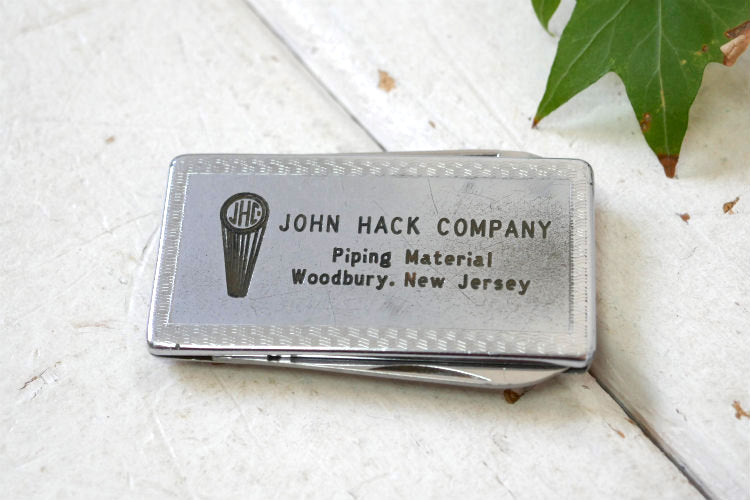 JHC
JOHN HACK COMPANY
Piping Material
Woodbury. New Jersey